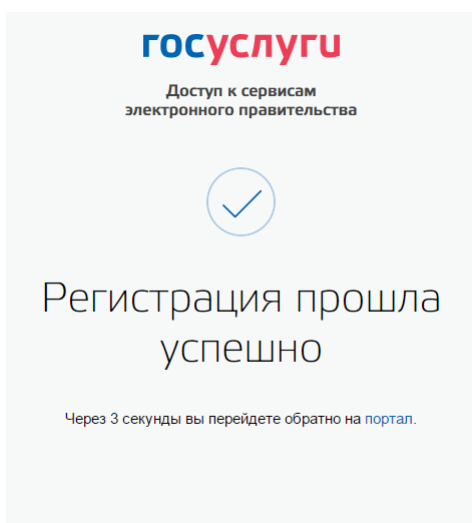 госуслуги
Доступ к сервисам
электронного правительства
Регистрация прошла
успешно
Через 3 секунды вы перейдете обратно на портал.